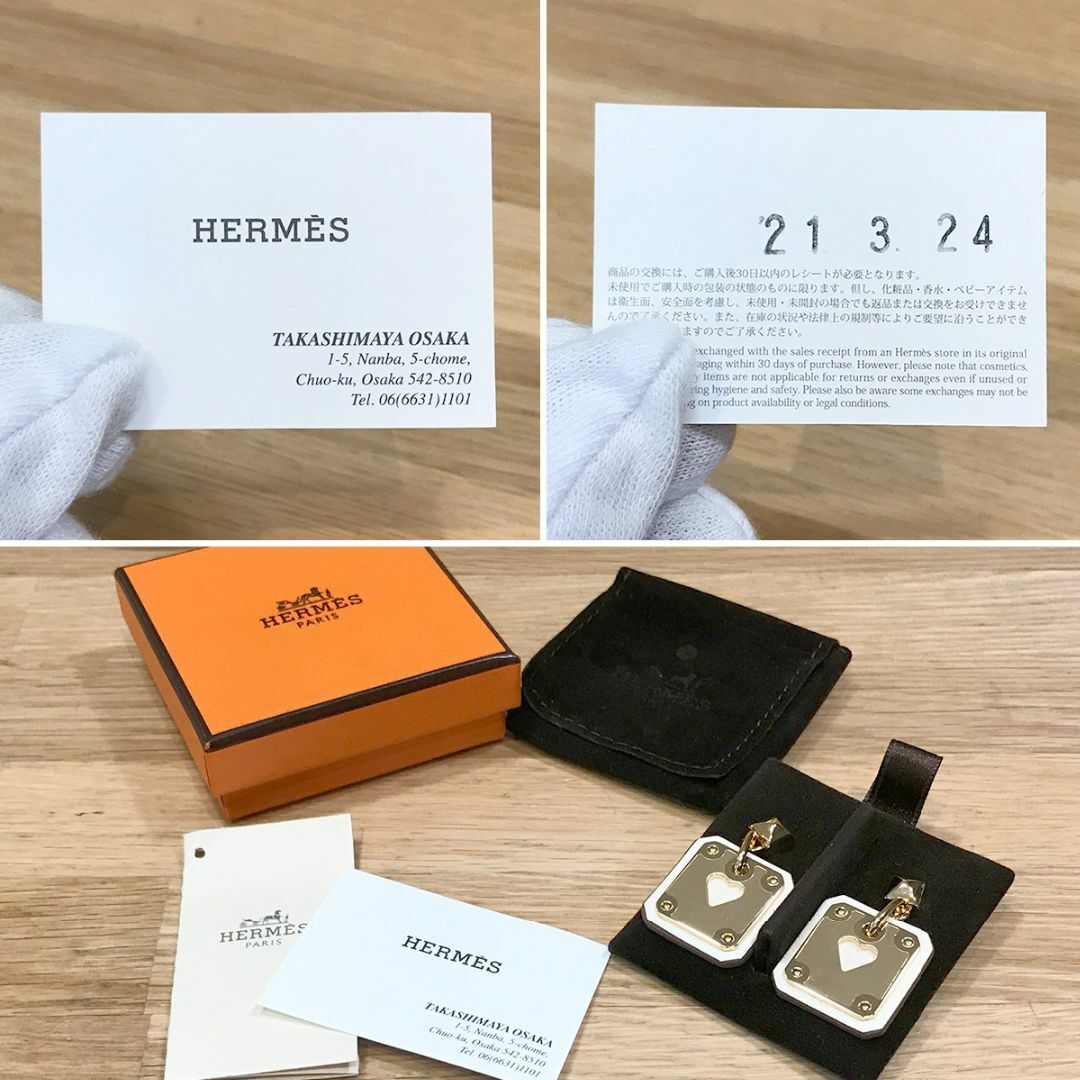 HERMÈS
TAKASHIMAYA OSAKA
1-5, Nanba, 5-chome,
Chuo-ku, Osaka 542-8510
Tel. 06(6631)1101
'21. 3. 24
商品の交換には、ご購入後30日以内のレシートが必要となります。
未使用でご購入時の包装の状態のものに限ります。但し、化粧品・香水・ベビーアイテム
は衛生面、安全面を考慮し、未使用・未開封の場合でも返品または交換をお受けできませ
んのでご了承ください。また、在庫の状況や法律上の規制等によりご要望に沿うことができ
ますのでご了承ください。
exchanged with the sales receipt from an Hermès store in its original
aging within 30 days of purchase. However, please note that cosmetics,
y items are not applicable for returns or exchanges even if unused or
ring hygiene and safety. Please also be aware some exchanges may not be
g on product availability or legal conditions.
HERMÈS
PARIS
HERMÈS
PARIS
HERMÈS
TAKASHIMAYA OSAKA
1-5, Nanba, 5-chome,
Chuo-ku, Osaka 542-8510
Tel. 06(6631)1101